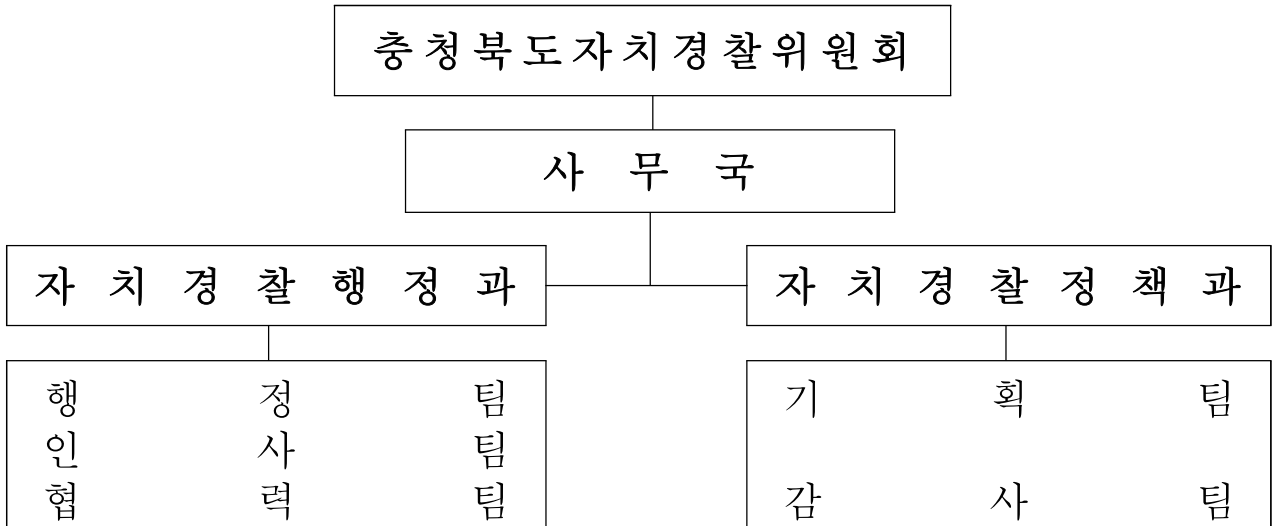 충청북도자치경찰위원회
사무국
자치경찰행정과
행정팀
인사팀
협력팀
자치경찰정책과
기획팀
감사팀